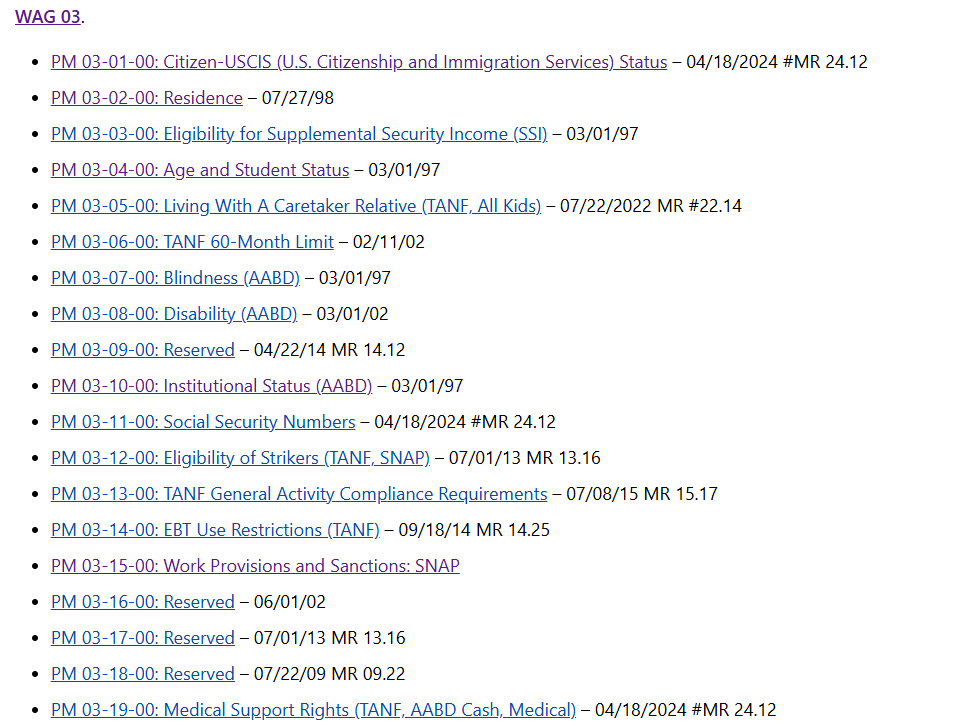 WAG 03.
PM 03-01-00: Citizen-USCIS (U.S. Citizenship and Immigration Services) Status – 04/18/2024 #MR 24.12
PM 03-02-00: Residence – 07/27/98
PM 03-03-00: Eligibility for Supplemental Security Income (SSI) – 03/01/97
PM 03-04-00: Age and Student Status – 03/01/97
PM 03-05-00: Living With A Caretaker Relative (TANF, All Kids) – 07/22/2022 MR #22.14
PM 03-06-00: TANF 60-Month Limit – 02/11/02
PM 03-07-00: Blindness (AABD) – 03/01/97
PM 03-08-00: Disability (AABD) – 03/01/02
PM 03-09-00: Reserved – 04/22/14 MR 14.12
PM 03-10-00: Institutional Status (AABD) – 03/01/97
PM 03-11-00: Social Security Numbers – 04/18/2024 #MR 24.12
PM 03-12-00: Eligibility of Strikers (TANF, SNAP) – 07/01/13 MR 13.16
PM 03-13-00: TANF General Activity Compliance Requirements – 07/08/15 MR 15.17
PM 03-14-00: EBT Use Restrictions (TANF) – 09/18/14 MR 14.25
PM 03-15-00: Work Provisions and Sanctions: SNAP
PM 03-16-00: Reserved – 06/01/02
PM 03-17-00: Reserved – 07/01/13 MR 13.16
PM 03-18-00: Reserved – 07/22/09 MR 09.22
PM 03-19-00: Medical Support Rights (TANF, AABD Cash, Medical) – 04/18/2024 #MR 24.12